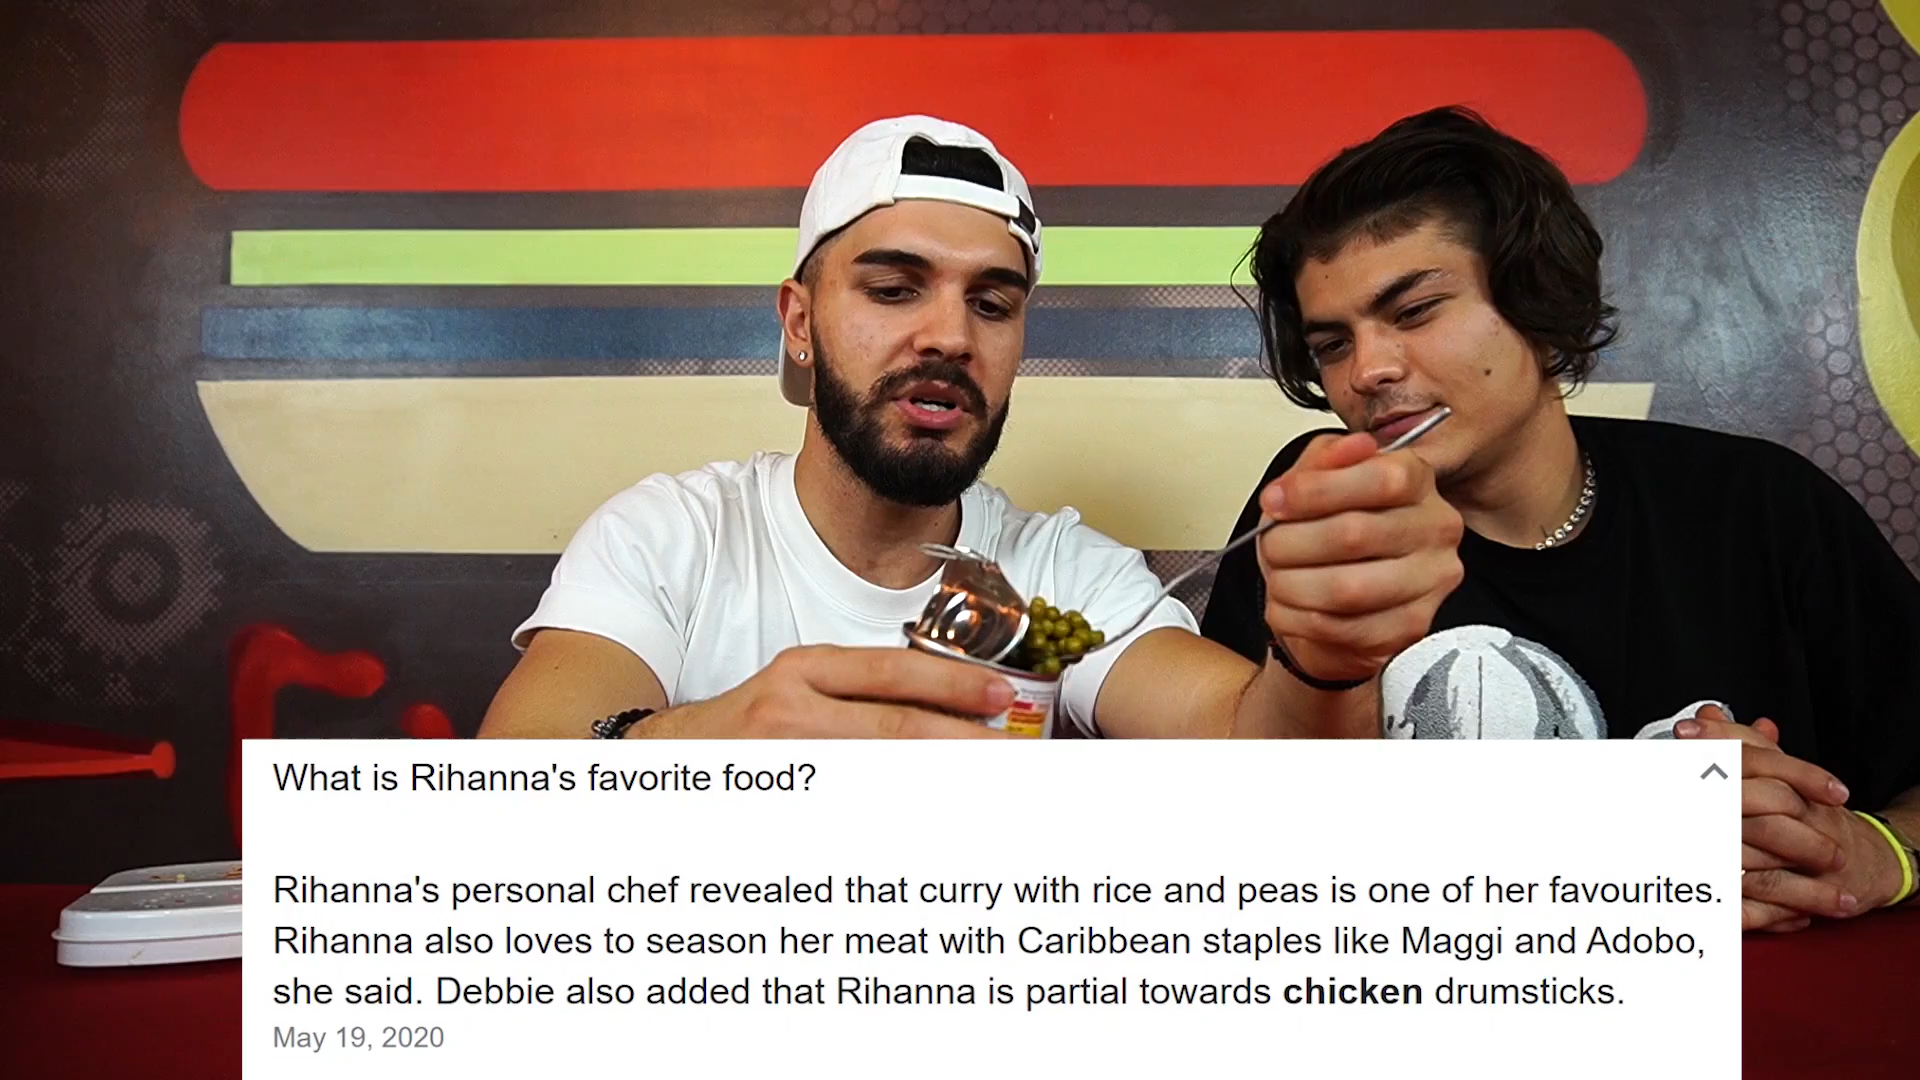 What is Rihanna's favorite food?
Rihanna's personal chef revealed that curry with rice and peas is one of her favourites.
Rihanna also loves to season her meat with Caribbean staples like Maggi and Adobo,
she said. Debbie also added that Rihanna is partial towards chicken drumsticks.
May 19, 2020